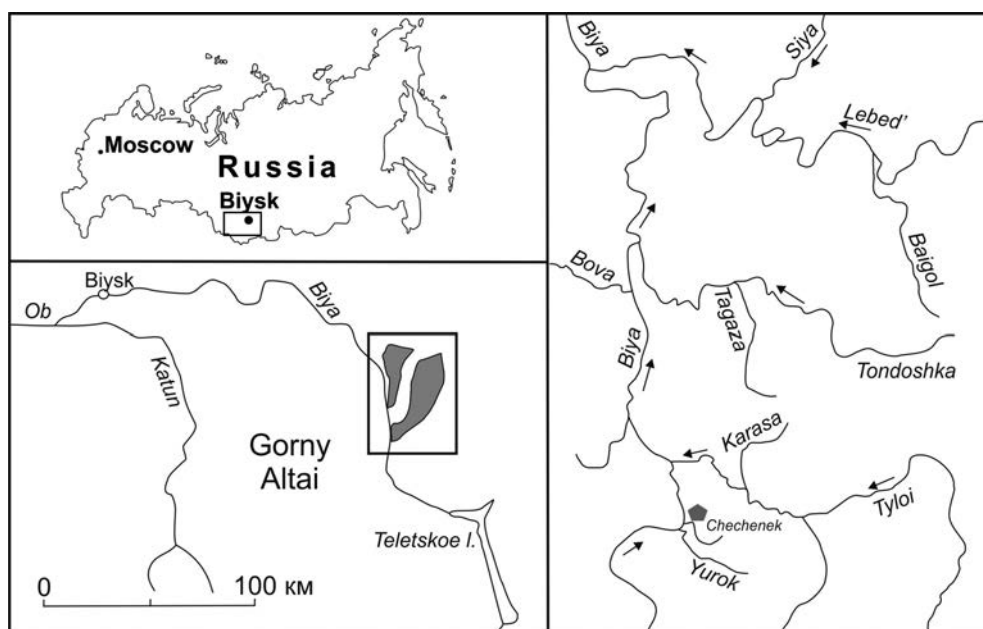 Moscow
Russia
Biysk
Biysk
Ob
Biya
Katun
Gorny
Altai
Teletskoe l.
0
100 км
Biya
Siya
Lebed'
Baigol
Bova
Biya
Tagaza
Tondoshka
Karasa
Tyloi
Chechenek
Yurok